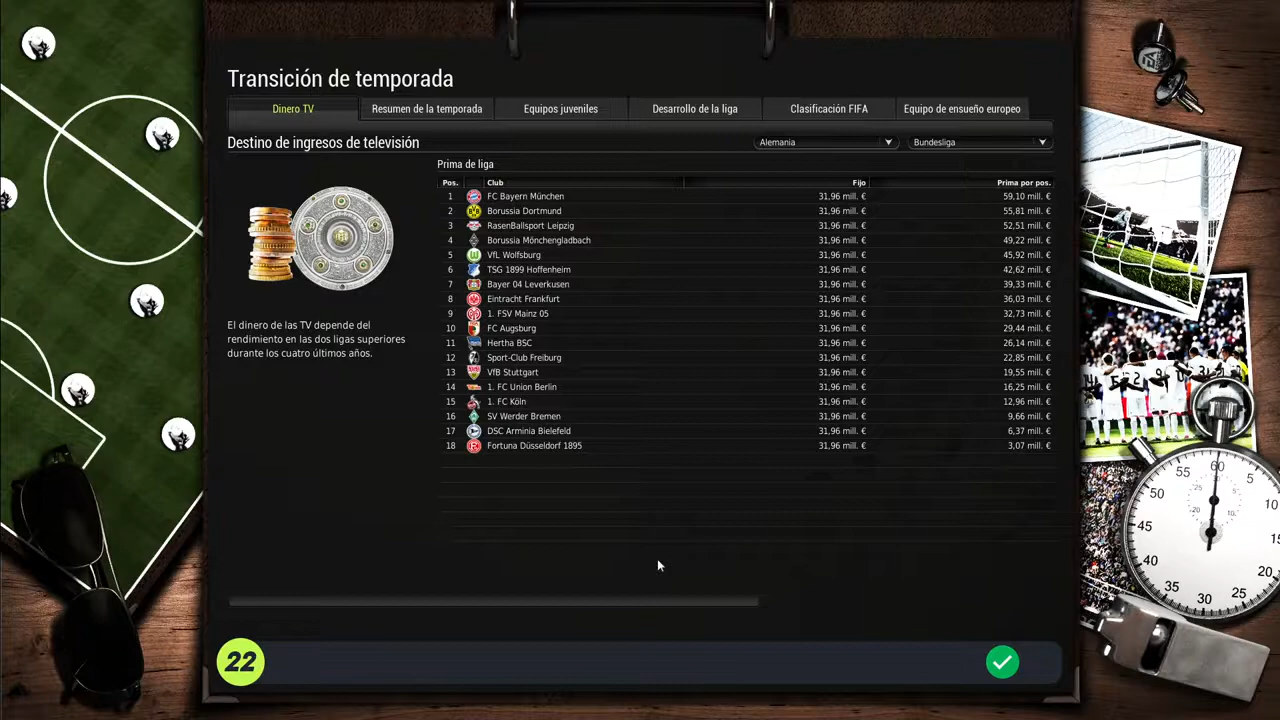 Transición de temporada
Dinero TV Resumen de la temporada Equipos juveniles Desarrollo de la liga Clasificación FIFA Equipo de ensueño europeo
Destino de ingresos de televisión Alemania Bundesliga
Prima de liga
Pos. Club Fijo Prima por pos.
1 FC Bayern München 31,96 mill. € 59,10 mill. €
2 Borussia Dortmund 31,96 mill. € 55,81 mill. €
3 RasenBallsport Leipzig 31,96 mill. € 52,51 mill. €
4 Borussia Mönchengladbach 31,96 mill. € 49,22 mill. €
5 VfL Wolfsburg 31,96 mill. € 45,92 mill. €
6 TSG 1899 Hoffenheim 31,96 mill. € 42,62 mill. €
7 Bayer 04 Leverkusen 31,96 mill. € 39,33 mill. €
8 Eintracht Frankfurt 31,96 mill. € 36,03 mill. €
9 1. FSV Mainz 05 31,96 mill. € 32,73 mill. €
10 FC Augsburg 31,96 mill. € 29,44 mill. €
11 Hertha BSC 31,96 mill. € 26,14 mill. €
12 Sport-Club Freiburg 31,96 mill. € 22,85 mill. €
13 VfB Stuttgart 31,96 mill. € 19,55 mill. €
14 1. FC Union Berlin 31,96 mill. € 16,25 mill. €
15 1. FC Köln 31,96 mill. € 12,96 mill. €
16 SV Werder Bremen 31,96 mill. € 9,66 mill. €
17 DSC Arminia Bielefeld 31,96 mill. € 6,37 mill. €
18 Fortuna Düsseldorf 1895 31,96 mill. € 3,07 mill. €
El dinero de las TV depende del
rendimiento en las dos ligas superiores
durante los cuatro últimos años.
22
60
5
10
15
20
25
30
35
40
45
50
55